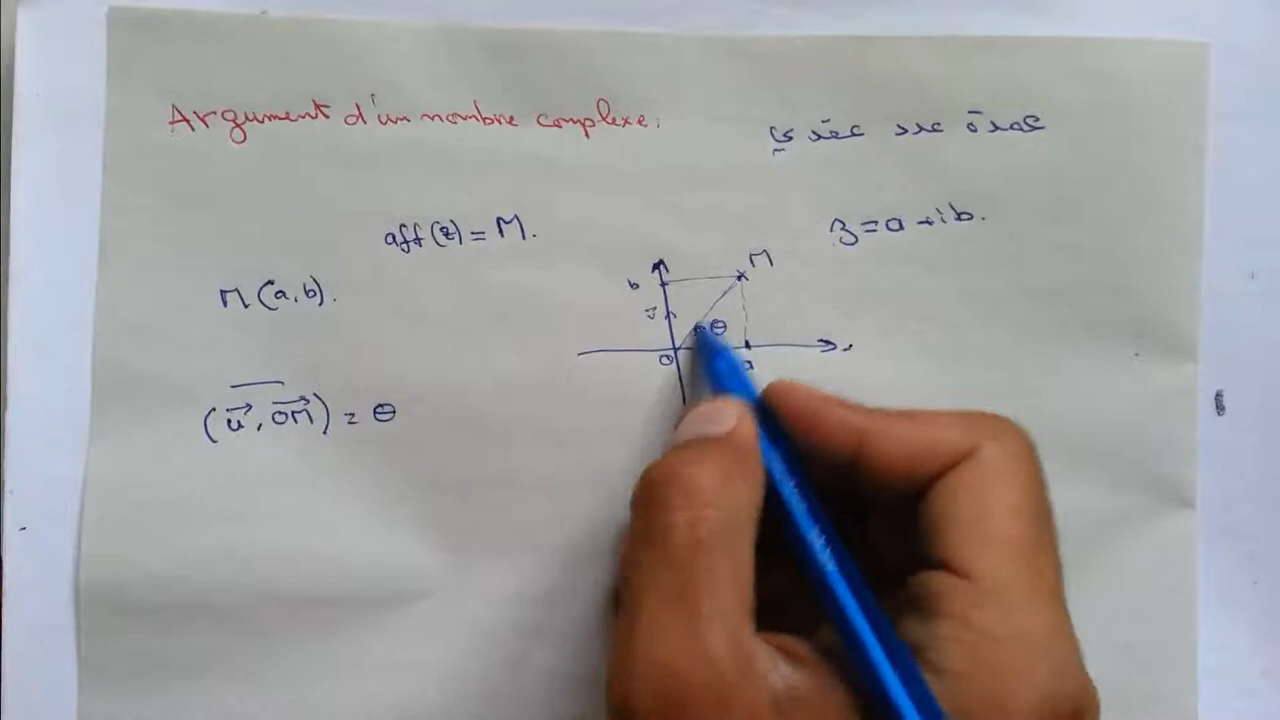 Argument d'un nombre complexe:
عمدة عدد عقدي
aff(z) = M.
z = a + ib.
M(a,b).
M
b
v
θ
O
a
(u⃗, OM⃗) = θ